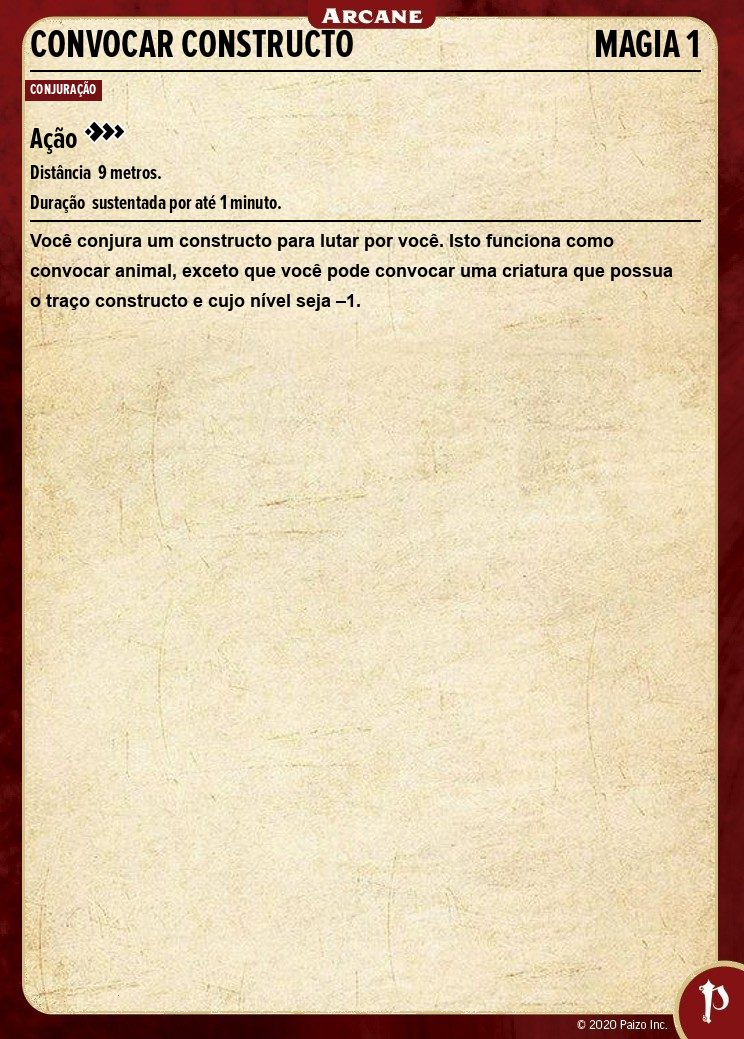 ARCANE
CONVOCAR CONSTRUCTO MAGIA 1
CONJURAÇÃO
Ação
Distância 9 metros.
Duração sustentada por até 1 minuto.
Você conjura um constructo para lutar por você. Isto funciona como
convocar animal, exceto que você pode convocar uma criatura que possua
o traço constructo e cujo nível seja –1.
© 2020 Paizo Inc.